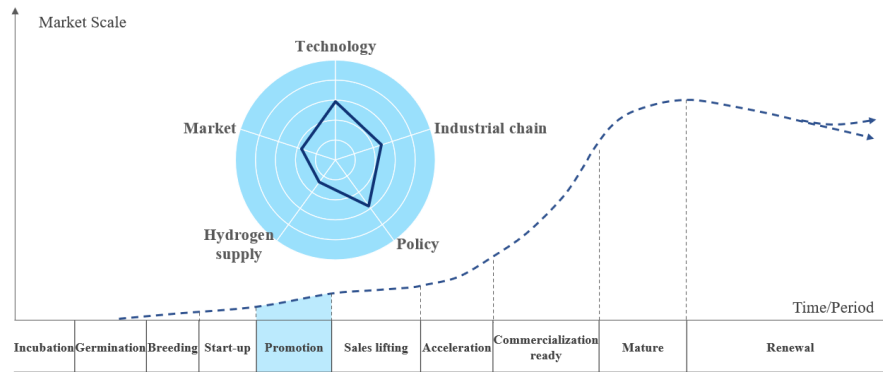 Market Scale
Technology
Market
Industrial chain
Hydrogen
supply
Policy
Time/Period
Incubation
Germination
Breeding
Start-up
Promotion
Sales lifting
Acceleration
Commercialization
ready
Mature
Renewal